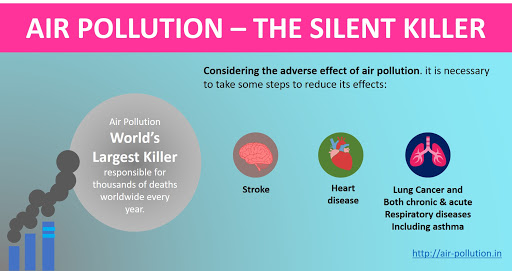 AIR POLLUTION – THE SILENT KILLER
Considering the adverse effect of air pollution. it is necessary
to take some steps to reduce its effects:
Air Pollution
World's
Largest Killer
responsible for
thousands of deaths
worldwide every
year.
Stroke
Heart
disease
Lung Cancer and
Both chronic & acute
Respiratory diseases
Including asthma
http://air-pollution.in